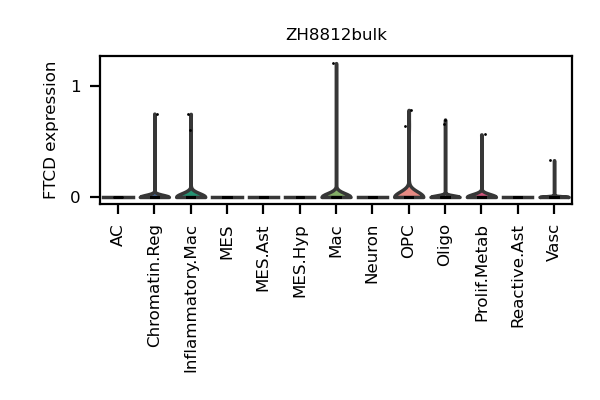 ZH8812bulk
FTCD expression
1
0
AC
Chromatin.Reg
Inflammatory.Mac
MES
MES.Ast
MES.Hyp
Mac
Neuron
OPC
Oligo
Prolif.Metab
Reactive.Ast
Vasc